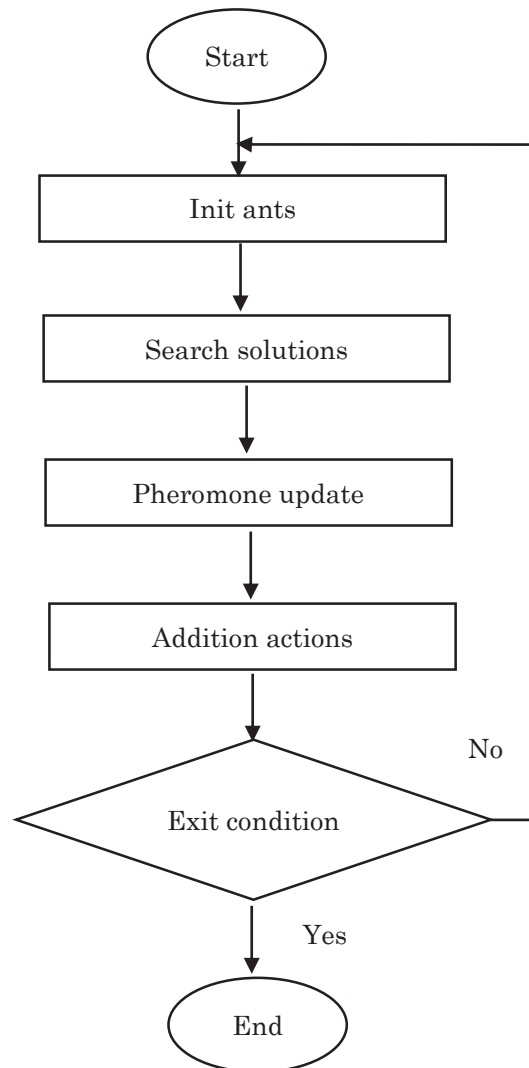 Start
Init ants
Search solutions
Pheromone update
Addition actions
No
Exit condition
Yes
End